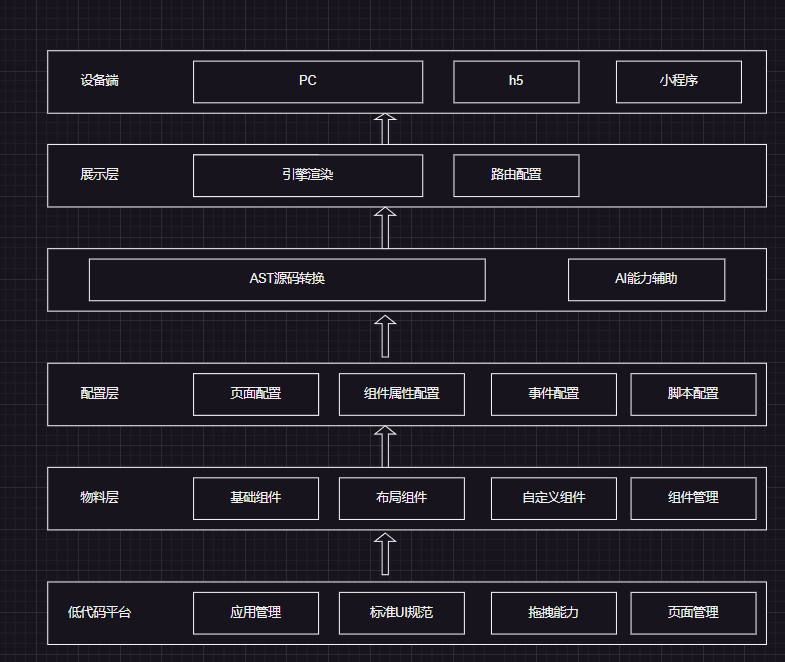 设备端
PC
h5
小程序
展示层
引擎渲染
路由配置
AST源码转换
AI能力辅助
配置层
页面配置
组件属性配置
事件配置
脚本配置
物料层
基础组件
布局组件
自定义组件
组件管理
低代码平台
应用管理
标准UI规范
拖拽能力
页面管理